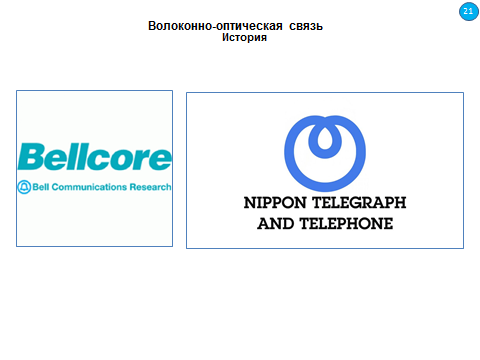 21
Волоконно-оптическая связь
История
Bellcore
Bell Communications Research
NIPPON TELEGRAPH
AND TELEPHONE